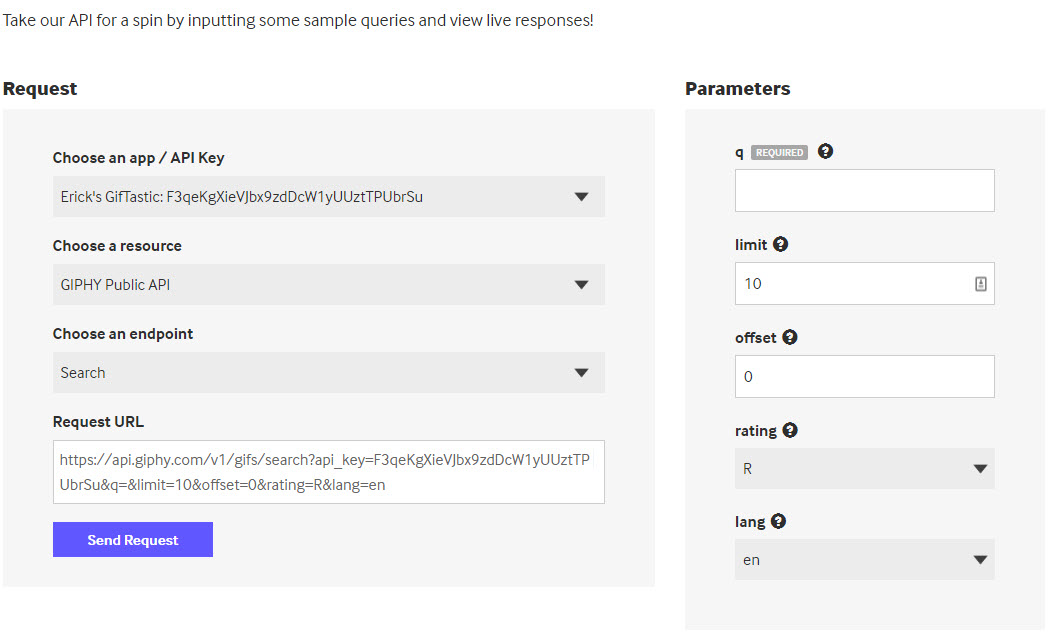 Take our API for a spin by inputting some sample queries and view live responses!
Request
Choose an app / API Key
Erick's GifTastic: F3qeKgXieVJbx9zdDcW1yUUztTPUbrSu
Choose a resource
GIPHY Public API
Choose an endpoint
Search
Request URL
https://api.giphy.com/v1/gifs/search?api_key=F3qeKgXieVJbx9zdDcW1yUUztTP
UbrSu&q=&limit=10&offset=0&rating=R&lang=en
Send Request
Parameters
q REQUIRED ?
limit ?
10
offset ?
0
rating ?
R
lang ?
en